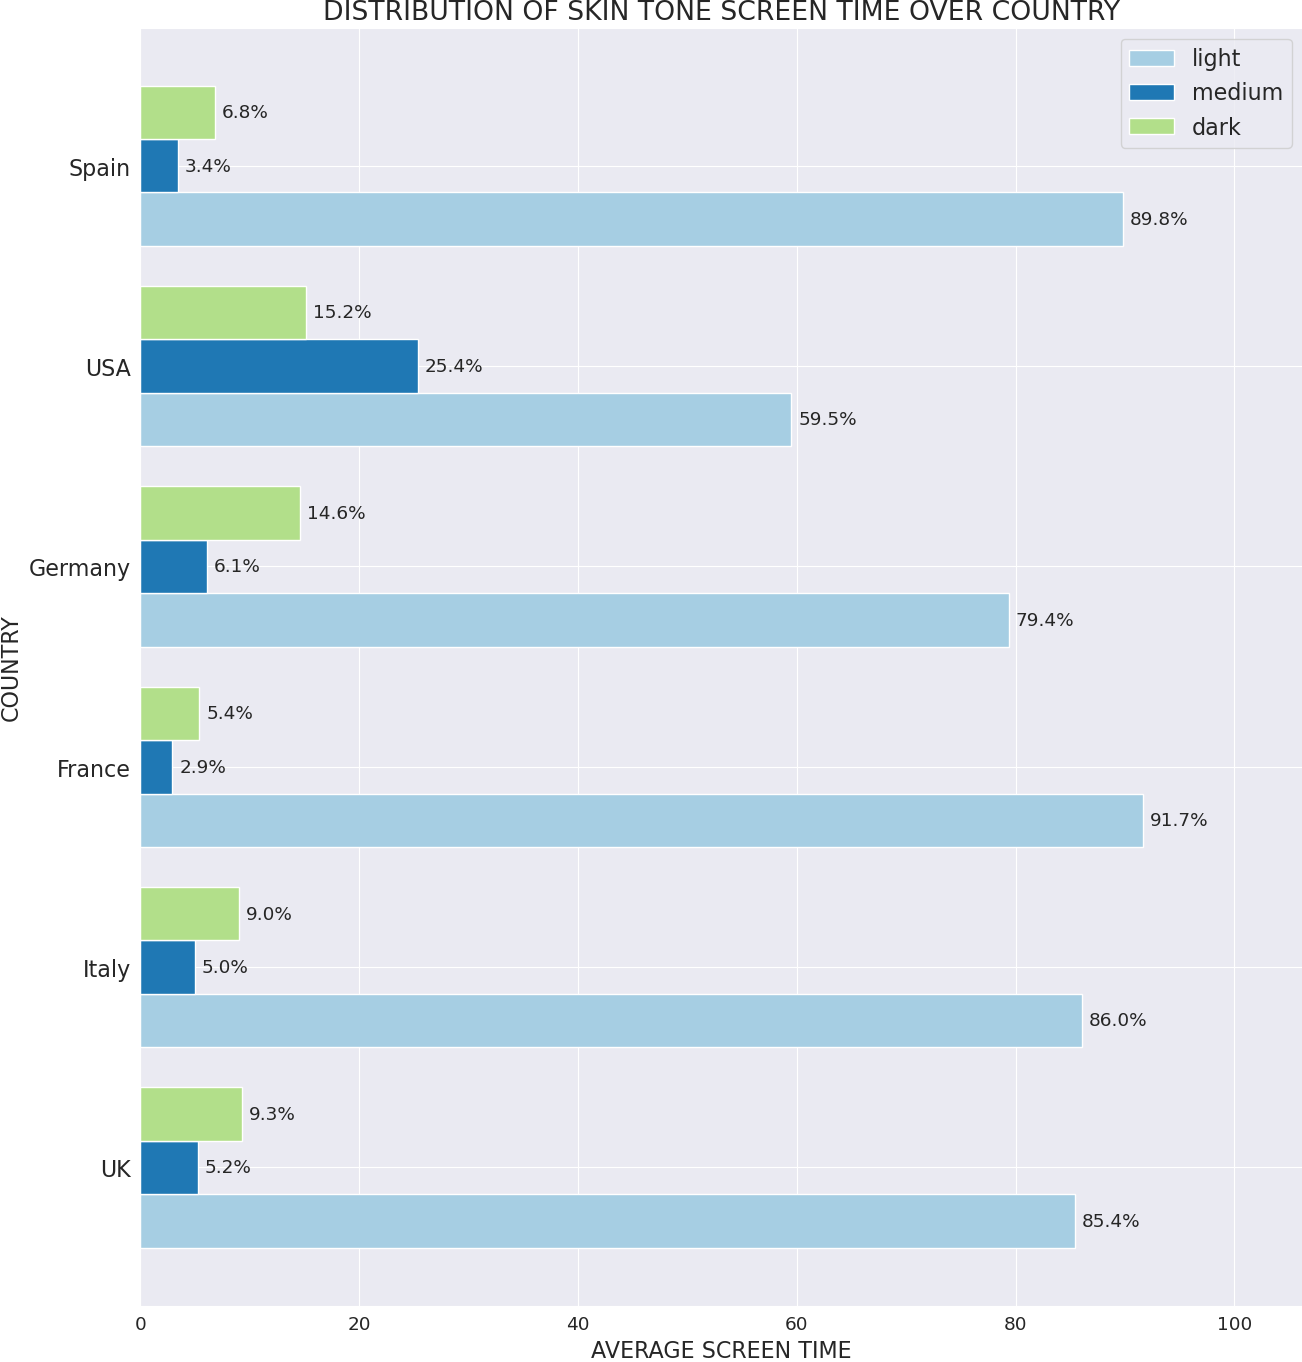 DISTRIBUTION OF SKIN TONE SCREEN TIME OVER COUNTRY
light
medium
dark
COUNTRY
Spain
6.8%
3.4%
89.8%
USA
15.2%
25.4%
59.5%
Germany
14.6%
6.1%
79.4%
France
5.4%
2.9%
91.7%
Italy
9.0%
5.0%
86.0%
UK
9.3%
5.2%
85.4%
0 20 40 60 80 100
AVERAGE SCREEN TIME